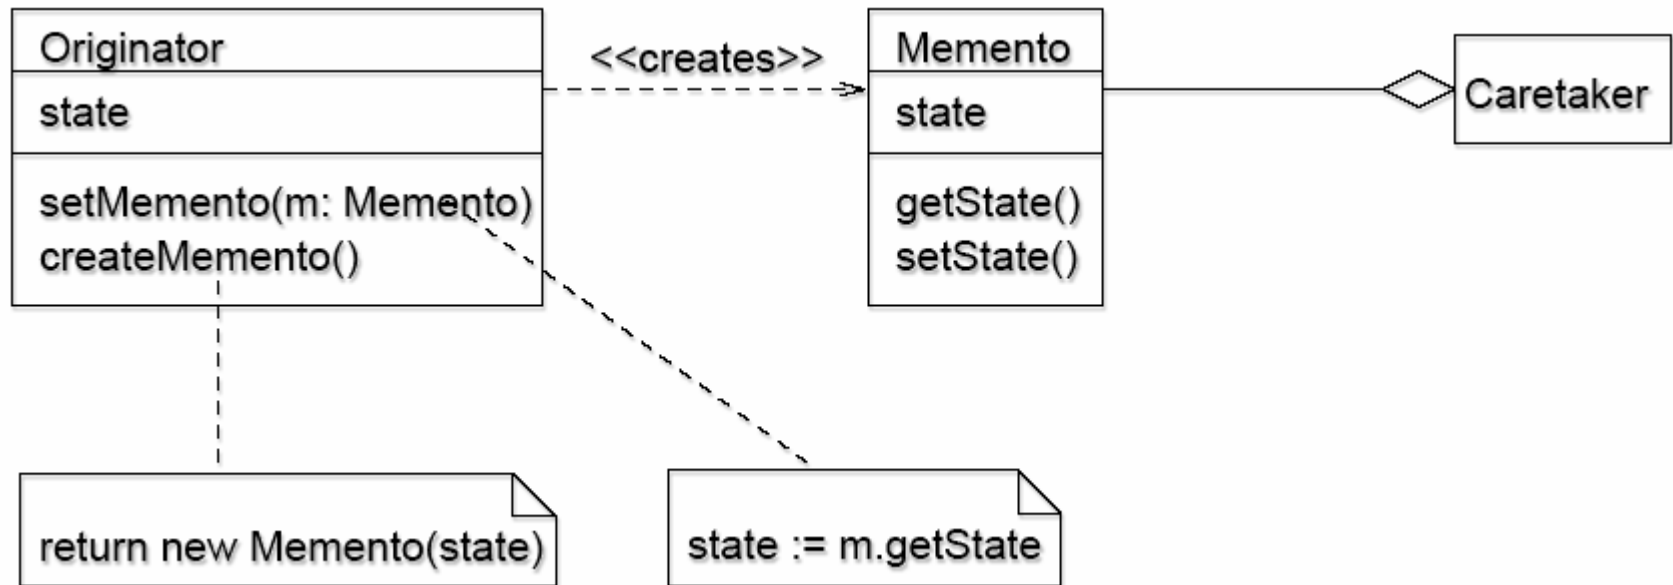 Originator
state
setMemento(m: Memento)
createMemento()
<<creates>>
Memento
state
getState()
setState()
Caretaker
return new Memento(state)
state := m.getState